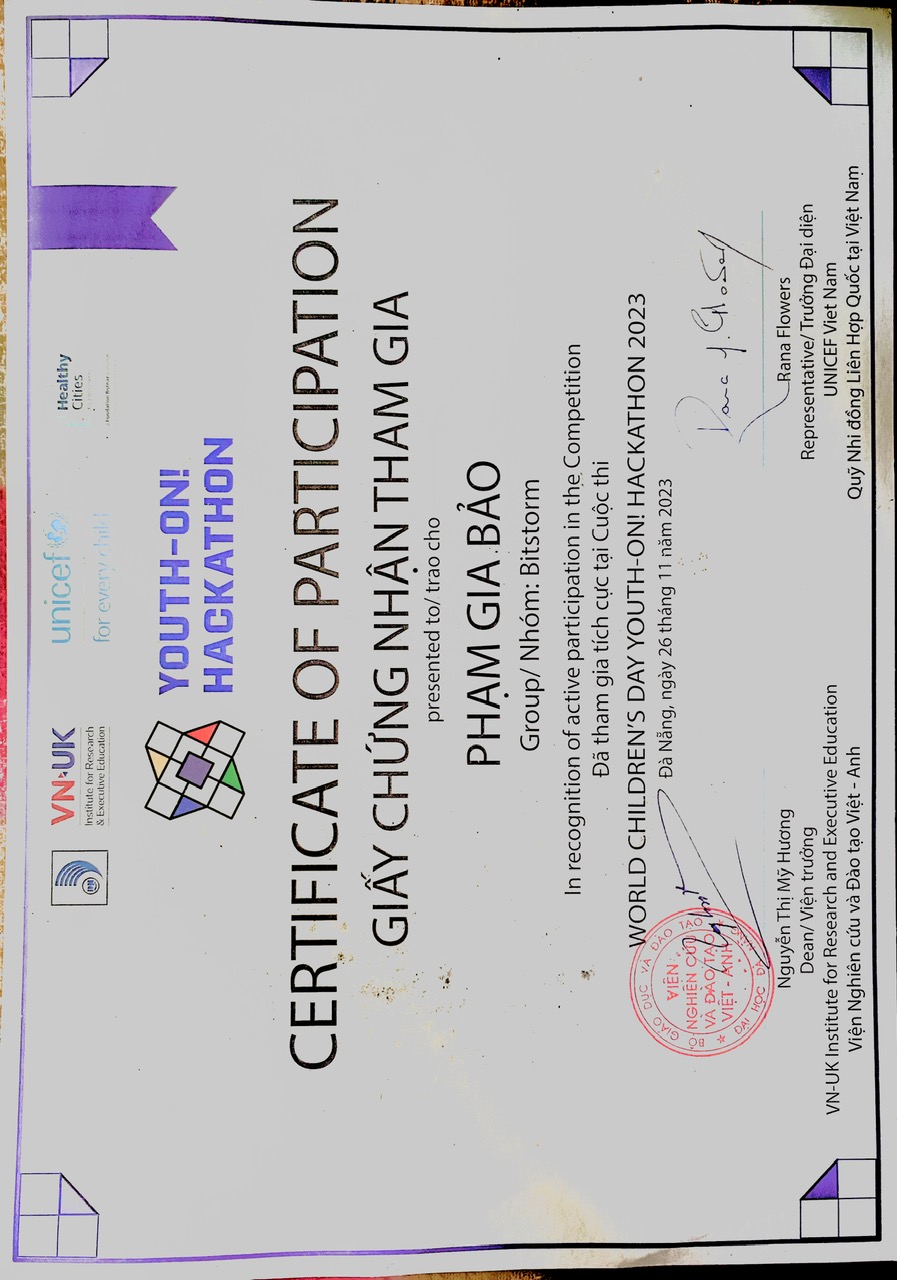 VN-UK
Institute for Research
& Executive Education
unicef
for every child
Healthy
Cities
YOUTH-ON!
HACKATHON
CERTIFICATE OF PARTICIPATION
GIẤY CHỨNG NHẬN THAM GIA
presented to/ trao cho
PHẠM GIA BẢO
Group/ Nhóm: Bitstorm
In recognition of active participation in the Competition
Đã tham gia tích cực tại Cuộc thi
WORLD CHILDREN'S DAY YOUTH-ON! HACKATHON 2023
Đà Nẵng, ngày 26 tháng 11 năm 2023
BỘ GIÁO DỤC VÀ ĐÀO TẠO
VIỆN
NGHIÊN CỨU
VÀ ĐÀO TẠO
VIỆT - ANH
ĐẠI HỌC ĐÀ
Nguyễn Thị Mỹ Hương
Dean/ Viện trưởng
VN-UK Institute for Research and Executive Education
Viện Nghiên cứu và Đào tạo Việt - Anh
Rana Flowers
Representative/ Trưởng Đại diện
UNICEF Viet Nam
Quỹ Nhi đồng Liên Hợp Quốc tại Việt Nam